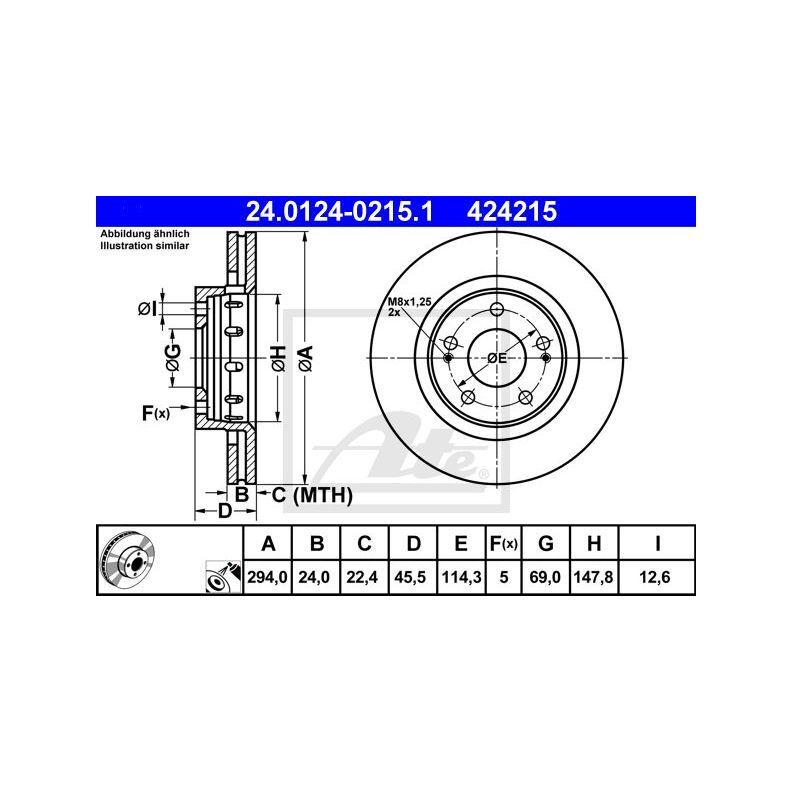 24.0124-0215.1 424215
Abbildung ähnlich
Illustration similar
ØI
ØG
ØH
ØA
F(x)
B
C (MTH)
D
M8x1,25
2x
ØE
Ate®
A B C D E F(x) G H I
294,0 24,0 22,4 45,5 114,3 5 69,0 147,8 12,6